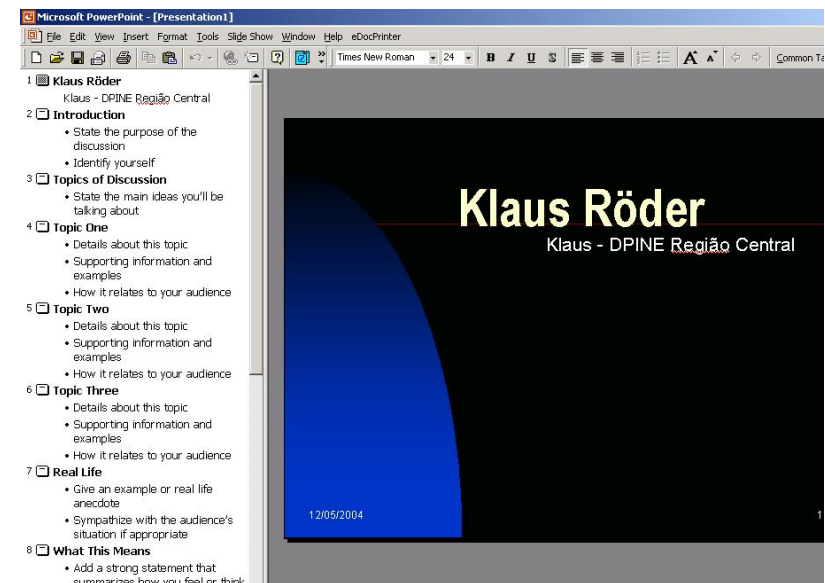 Microsoft PowerPoint - [Presentation1]
File Edit View Insert Format Tools Slide Show Window Help eDocPrinter
Times New Roman 24 B I U S A A Common Ta
1 Klaus Röder
Klaus - DPINE Região Central
2 Introduction
• State the purpose of the
discussion
• Identify yourself
3 Topics of Discussion
• State the main ideas you'll be
talking about
4 Topic One
• Details about this topic
• Supporting information and
examples
• How it relates to your audience
5 Topic Two
• Details about this topic
• Supporting information and
examples
• How it relates to your audience
6 Topic Three
• Details about this topic
• Supporting information and
examples
• How it relates to your audience
7 Real Life
• Give an example or real life
anecdote
• Sympathize with the audience's
situation if appropriate
8 What This Means
• Add a strong statement that
summarizes how you feel or think
Klaus Röder
Klaus - DPINE Região Central
12/05/2004
1